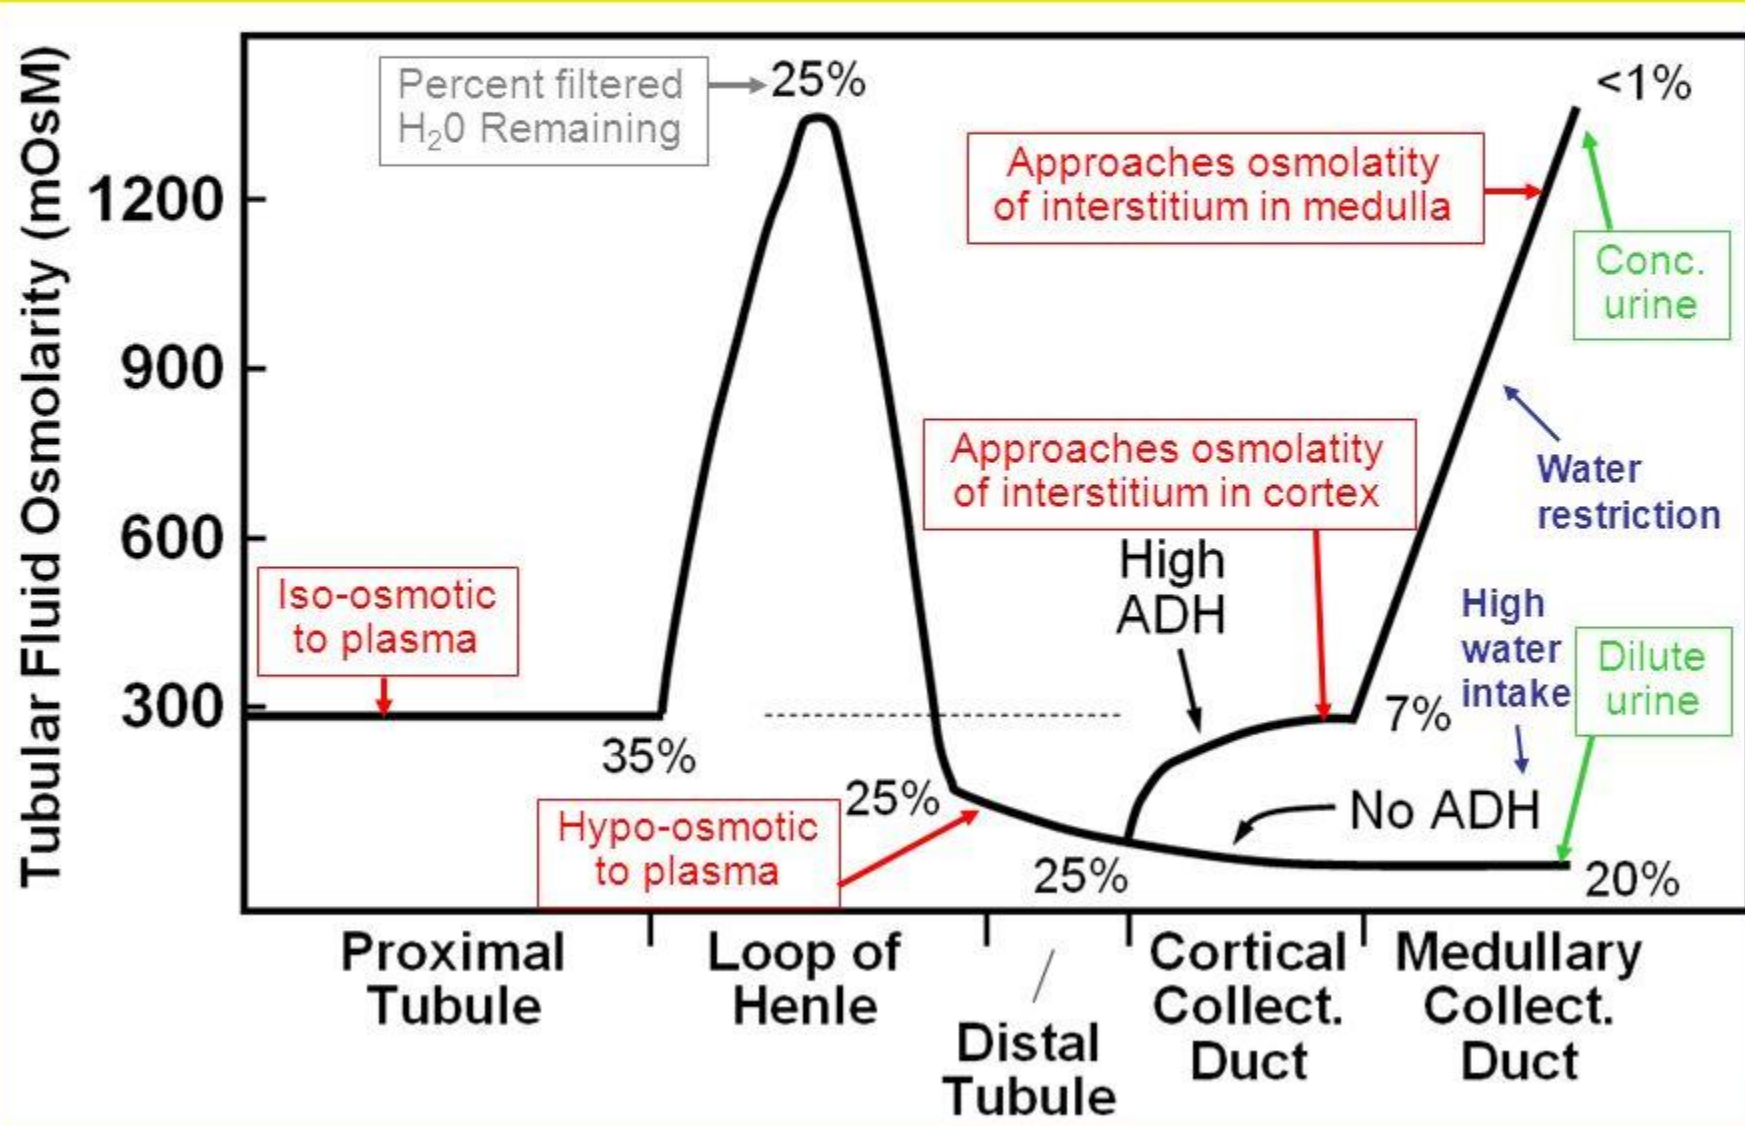 Tubular Fluid Osmolarity (mOsM)
1200
900
600
300
Percent filtered
H₂0 Remaining
25%
<1%
Approaches osmolatity
of interstitium in medulla
Conc.
urine
Water
restriction
Approaches osmolatity
of interstitium in cortex
High
ADH
Iso-osmotic
to plasma
35%
25%
Hypo-osmotic
to plasma
25%
7%
High
water
intake
Dilute
urine
No ADH
20%
Proximal
Tubule
Loop of
Henle
Distal
Tubule
Cortical
Collect.
Duct
Medullary
Collect.
Duct